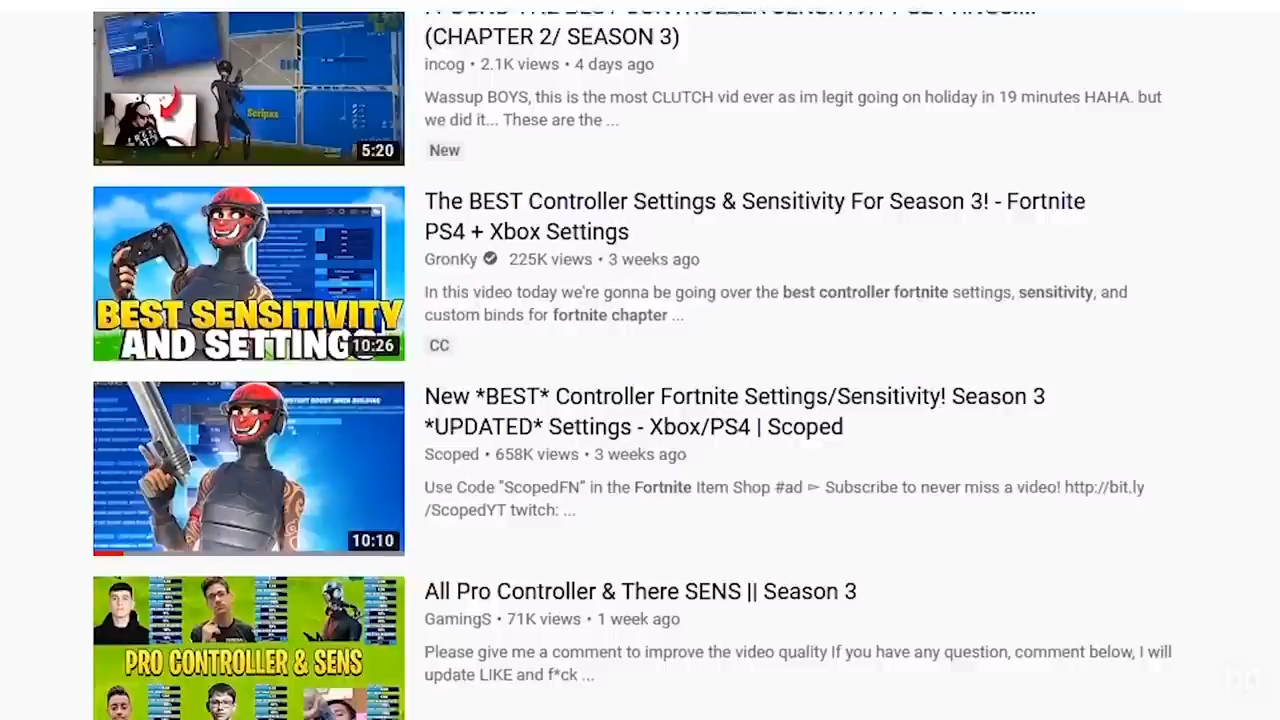 (CHAPTER 2/ SEASON 3)
incog • 2.1K views • 4 days ago
Wassup BOYS, this is the most CLUTCH vid ever as im legit going on holiday in 19 minutes HAHA. but
we did it... These are the ...
New
Scripas
5:20
The BEST Controller Settings & Sensitivity For Season 3! - Fortnite
PS4 + Xbox Settings
GronKy 225K views • 3 weeks ago
In this video today we're gonna be going over the best controller fortnite settings, sensitivity, and
custom binds for fortnite chapter ...
CC
BEST SENSITIVITY
AND SETTINGS
10:26
New *BEST* Controller Fortnite Settings/Sensitivity! Season 3
*UPDATED* Settings - Xbox/PS4 | Scoped
Scoped • 658K views • 3 weeks ago
Use Code "ScopedFN" in the Fortnite Item Shop #ad ➣ Subscribe to never miss a video! http://bit.ly
/ScopedYT twitch: ...
10:10
All Pro Controller & There SENS || Season 3
GamingS • 71K views • 1 week ago
Please give me a comment to improve the video quality If you have any question, comment below, I will
update LIKE and f*ck ...
PRO CONTROLLER & SENS